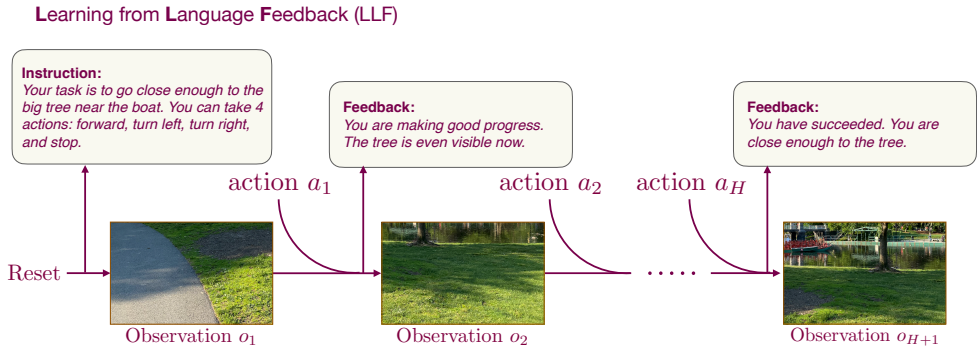 Learning from Language Feedback (LLF)
Instruction:
Your task is to go close enough to the
big tree near the boat. You can take 4
actions: forward, turn left, turn right,
and stop.
Feedback:
You are making good progress.
The tree is even visible now.
Feedback:
You have succeeded. You are
close enough to the tree.
action a₁
action a₂
action a_H
Reset
.....
Observation o₁
Observation o₂
Observation o_{H+1}